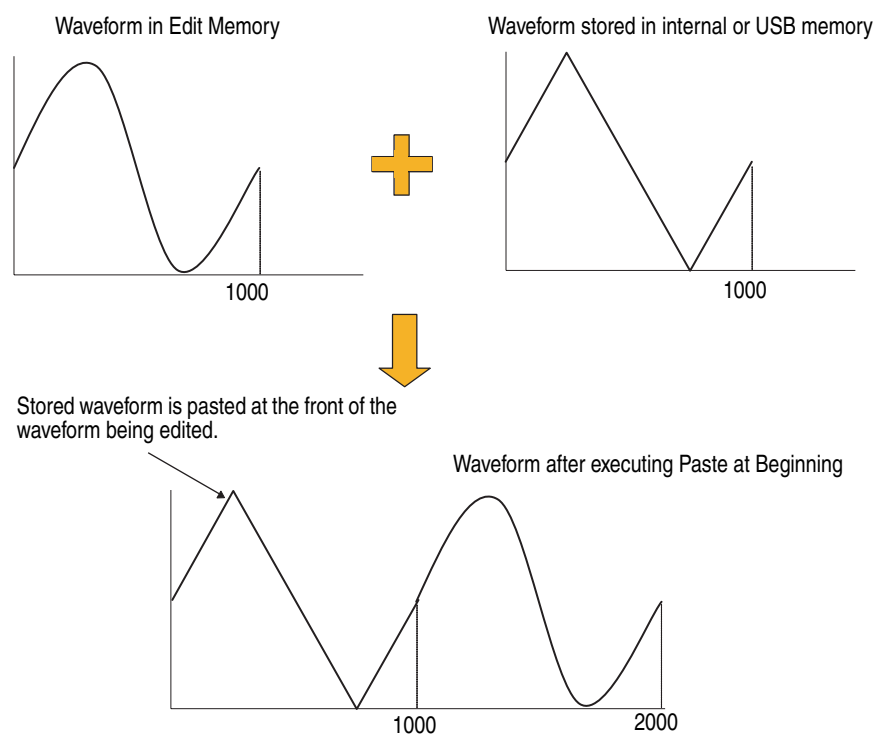 Waveform in Edit Memory
Waveform stored in internal or USB memory
1000
1000
Stored waveform is pasted at the front of the
waveform being edited.
Waveform after executing Paste at Beginning
1000
2000